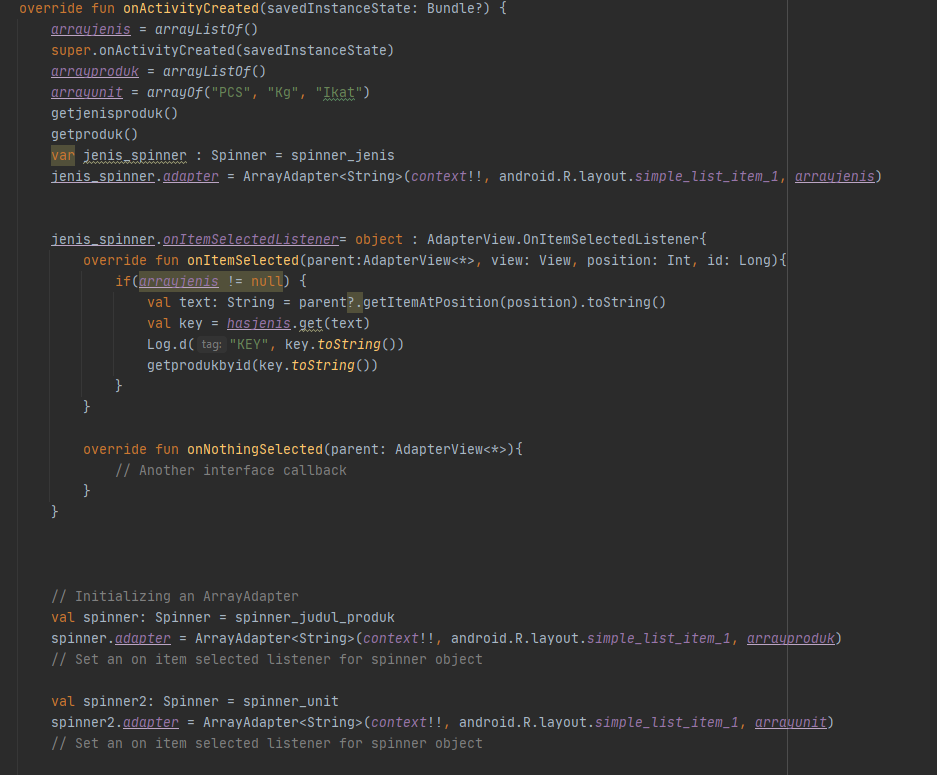 override fun onActivityCreated(savedInstanceState: Bundle?) {
arrayjenis = arrayListOf()
super.onActivityCreated(savedInstanceState)
arrayproduk = arrayListOf()
arrayunit = arrayOf("PCS", "Kg", "Ikat")
getjenisproduk()
getproduk()
var jenis_spinner : Spinner = spinner_jenis
jenis_spinner.adapter = ArrayAdapter<String>(context!!, android.R.layout.simple_list_item_1, arrayjenis)
jenis_spinner.onItemSelectedListener= object : AdapterView.OnItemSelectedListener{
override fun onItemSelected(parent:AdapterView<*>, view: View, position: Int, id: Long){
if(arrayjenis != null) {
val text: String = parent?.getItemAtPosition(position).toString()
val key = hasjenis.get(text)
Log.d( tag: "KEY", key.toString())
getprodukbyid(key.toString())
}
}
override fun onNothingSelected(parent: AdapterView<*>){
// Another interface callback
}
}
// Initializing an ArrayAdapter
val spinner: Spinner = spinner_judul_produk
spinner.adapter = ArrayAdapter<String>(context!!, android.R.layout.simple_list_item_1, arrayproduk)
// Set an on item selected listener for spinner object
val spinner2: Spinner = spinner_unit
spinner2.adapter = ArrayAdapter<String>(context!!, android.R.layout.simple_list_item_1, arrayunit)
// Set an on item selected listener for spinner object